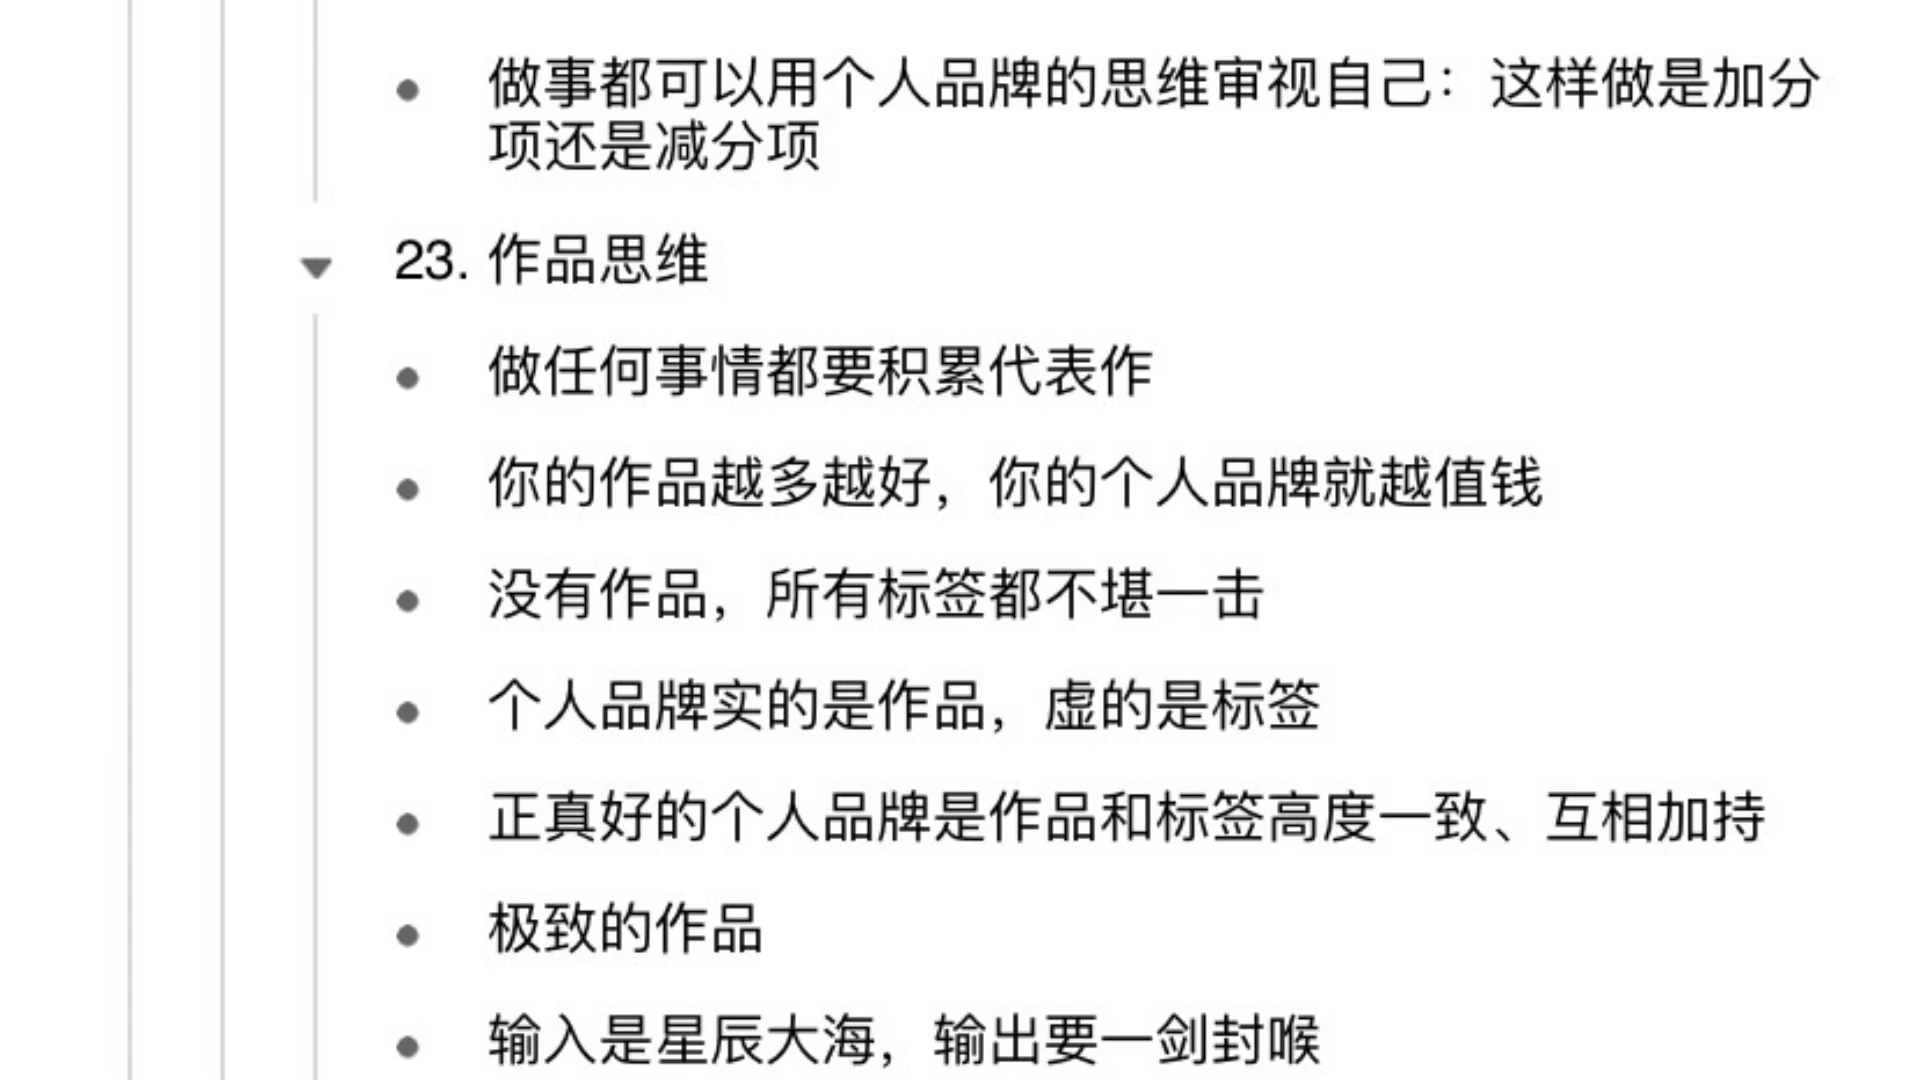 做事都可以用个人品牌的思维审视自己：这样做是加分
项还是减分项
23. 作品思维
做任何事情都要积累代表作
你的作品越多越好，你的个人品牌就越值钱
没有作品，所有标签都不堪一击
个人品牌实的是作品，虚的是标签
正真好的个人品牌是作品和标签高度一致、互相加持
极致的作品
输入是星辰大海，输出要一剑封喉